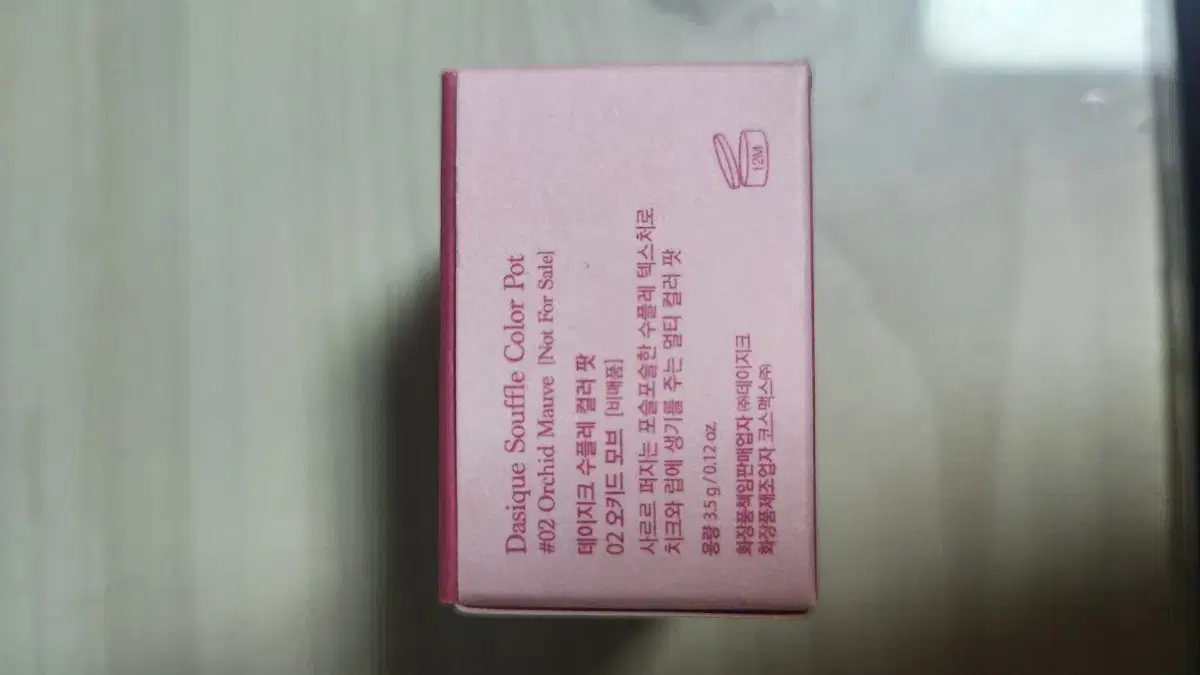 Dasique Souffle Color Pot
#02 Orchid Mauve [Not For Sale]
데이지크 수플레 컬러 팟
02 오키드 모브 [비매품]
사르르 퍼지는 포슬포슬한 수플레 텍스처로
치크와 립에 생기를 주는 멀티 컬러 팟
용량 3.5 g / 0.12 oz.
화장품책임판매업자 ㈜데이지크
화장품제조업자 코스맥스㈜
12M